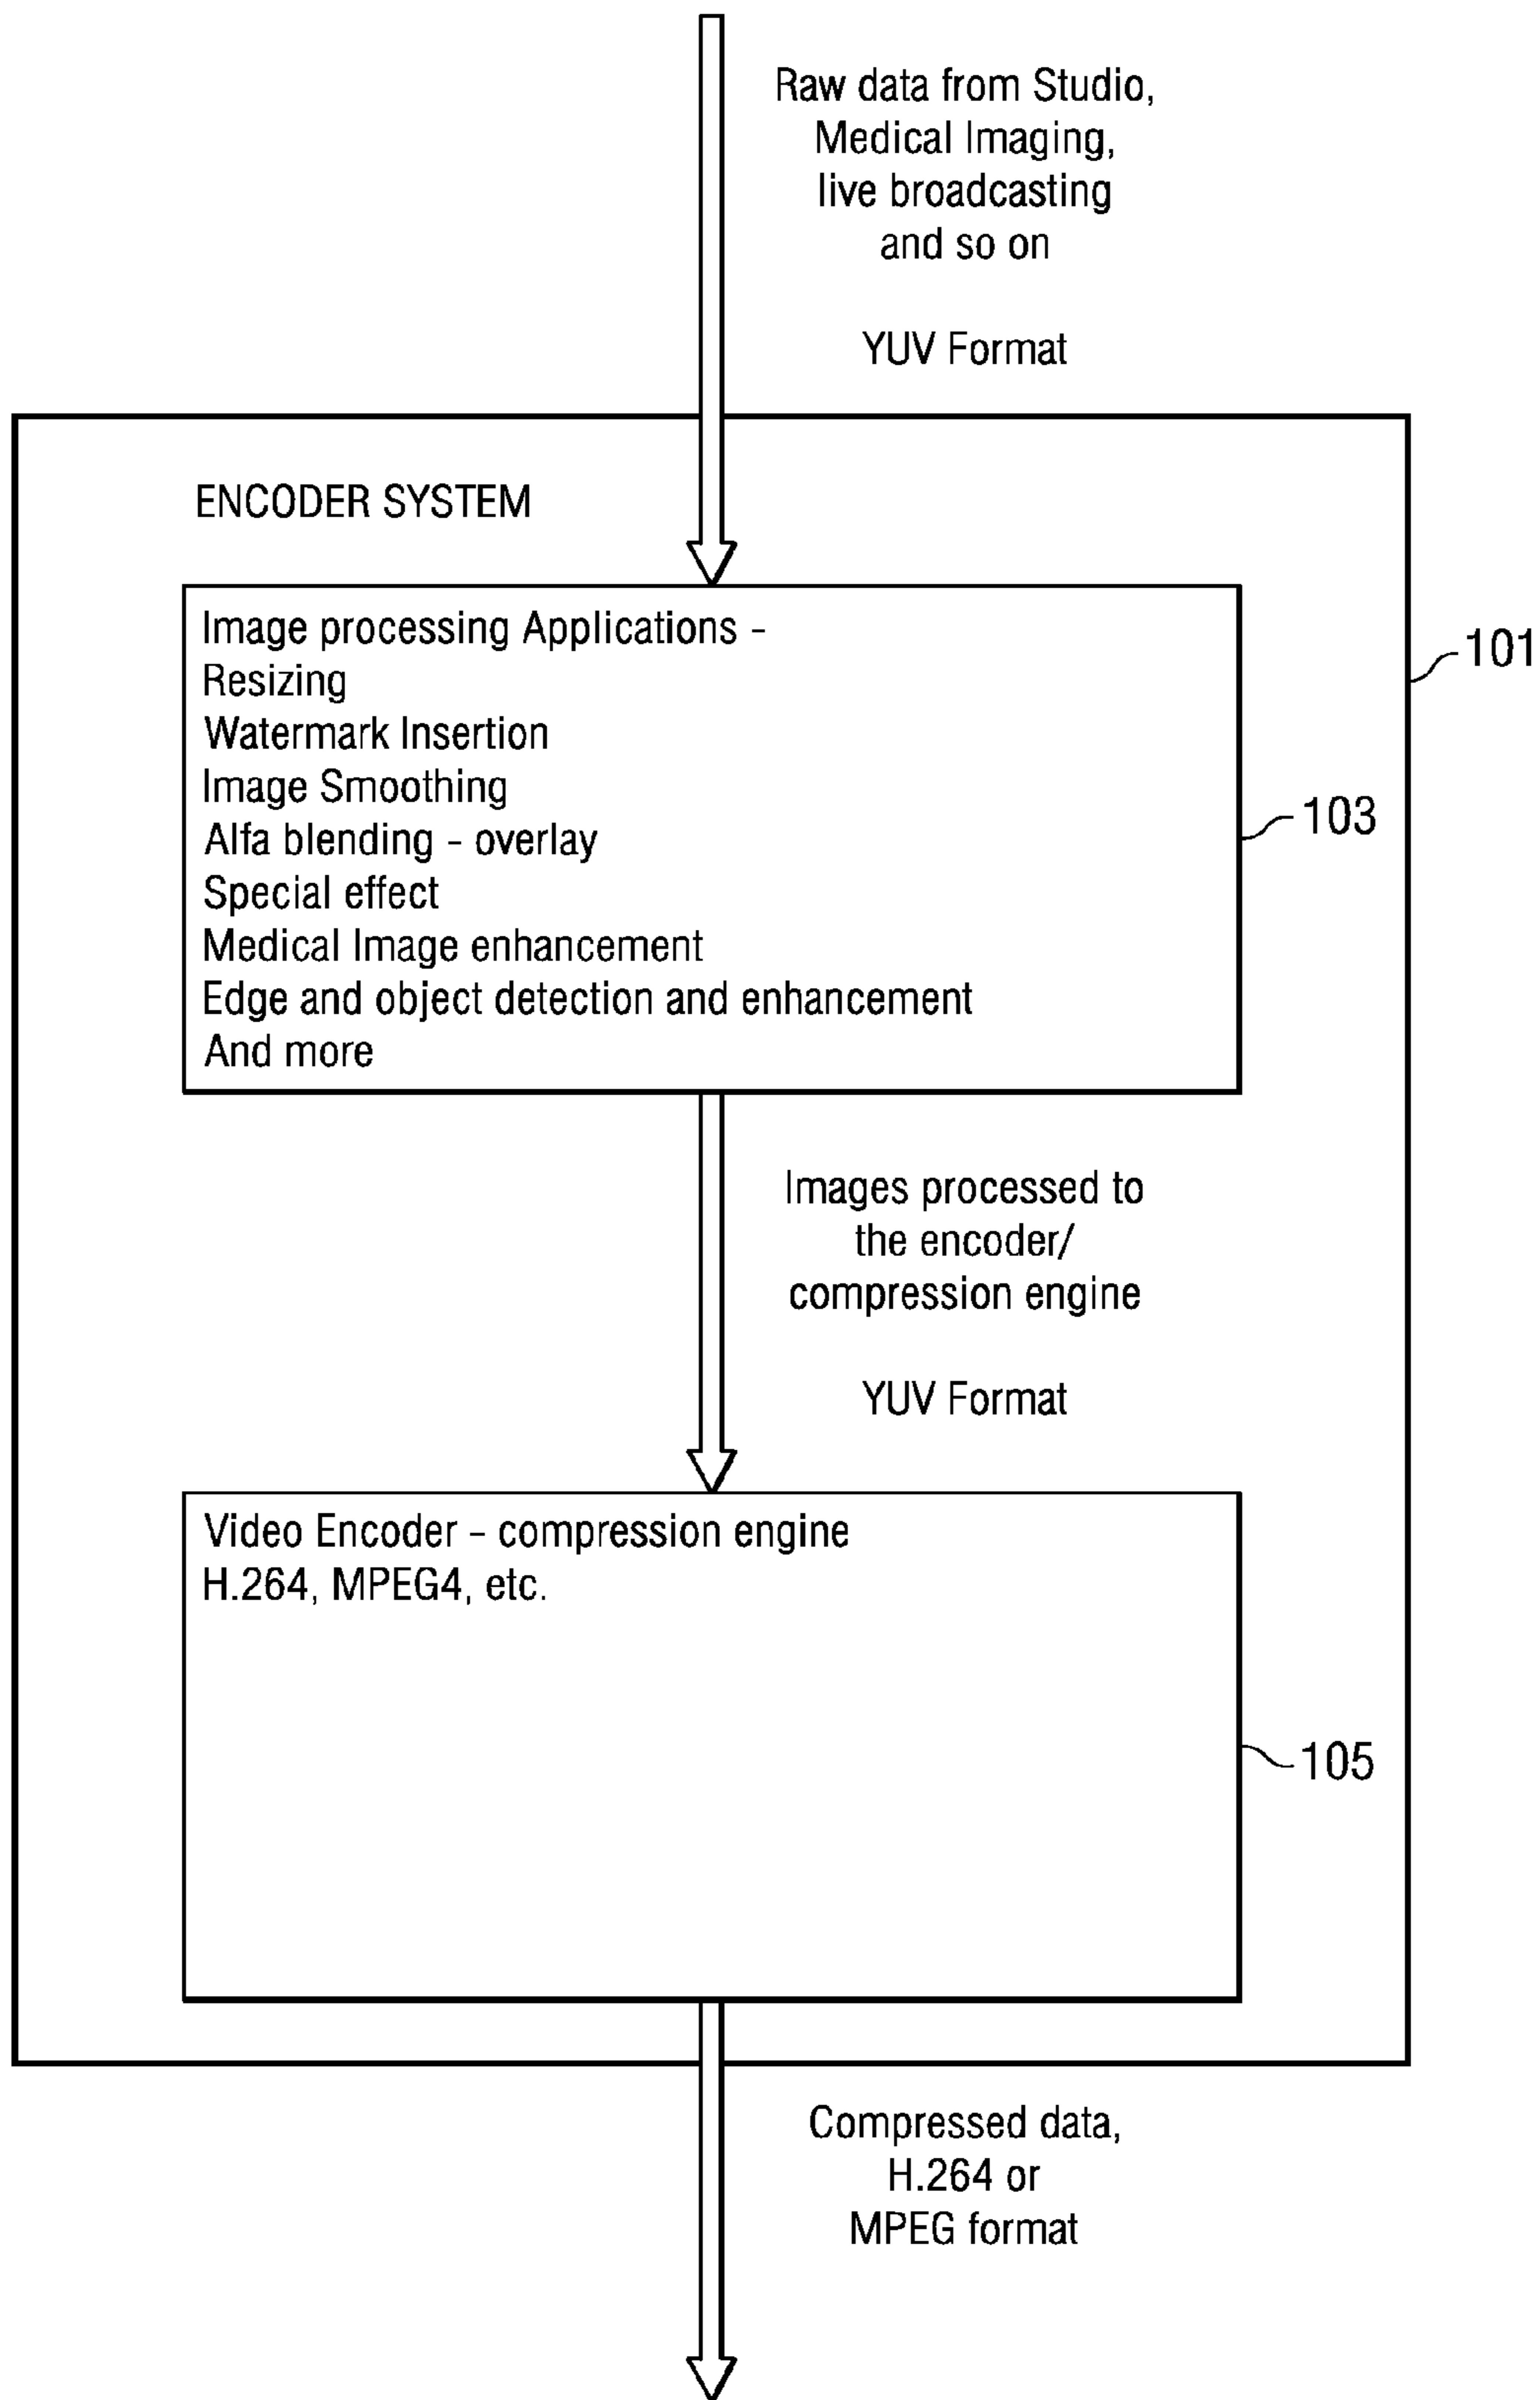 Raw data from Studio,
Medical Imaging,
live broadcasting
and so on
YUV Format
ENCODER SYSTEM
Image processing Applications -
Resizing
Watermark Insertion
Image Smoothing
Alfa blending - overlay
Special effect
Medical Image enhancement
Edge and object detection and enhancement
And more
101
103
Images processed to
the encoder/
compression engine
YUV Format
Video Encoder - compression engine
H.264, MPEG4, etc.
105
Compressed data,
H.264 or
MPEG format